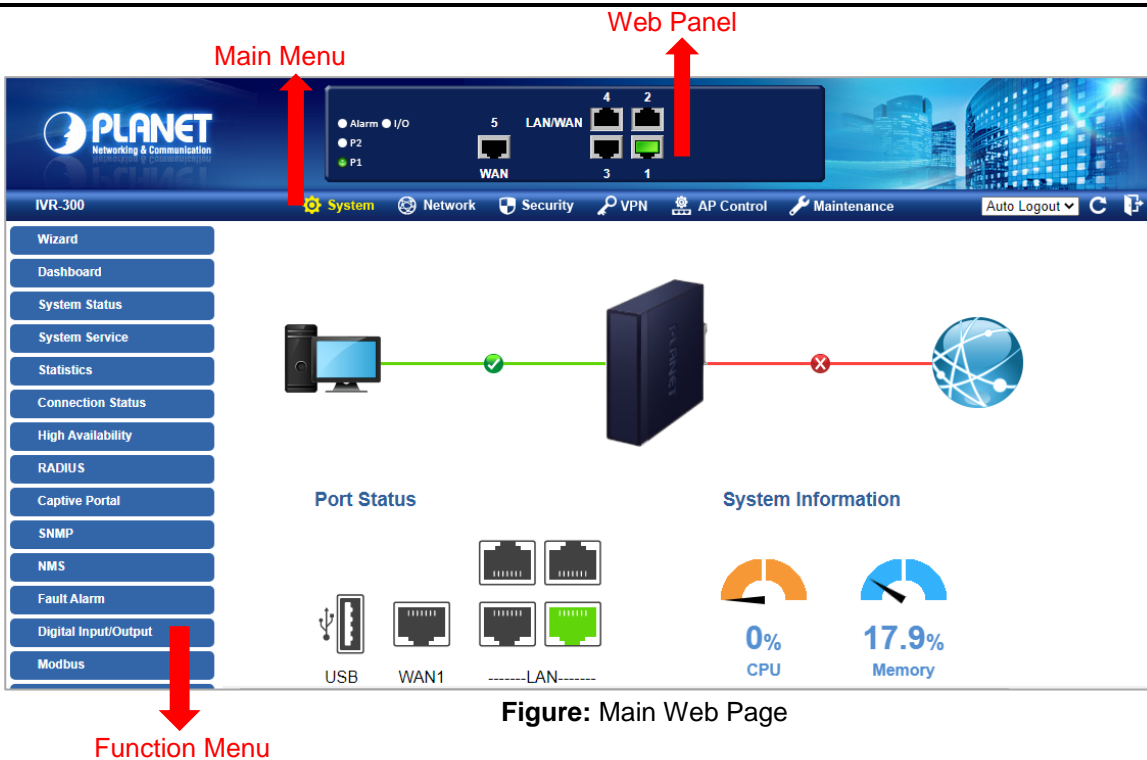 Web Panel
Main Menu
4 2
Alarm I/O
5 LAN/WAN
PLANET
Networking & Communication
P2
P1
WAN
3 1
IVR-300
System Network Security VPN AP Control Maintenance Auto Logout
Wizard
Dashboard
System Status
System Service
Statistics
Connection Status
High Availability
RADIUS
Captive Portal
SNMP
NMS
Fault Alarm
Digital Input/Output
Modbus
PLANET
Port Status
System Information
0%
CPU
17.9%
Memory
USB WAN1 -------LAN-------
Figure: Main Web Page
Function Menu